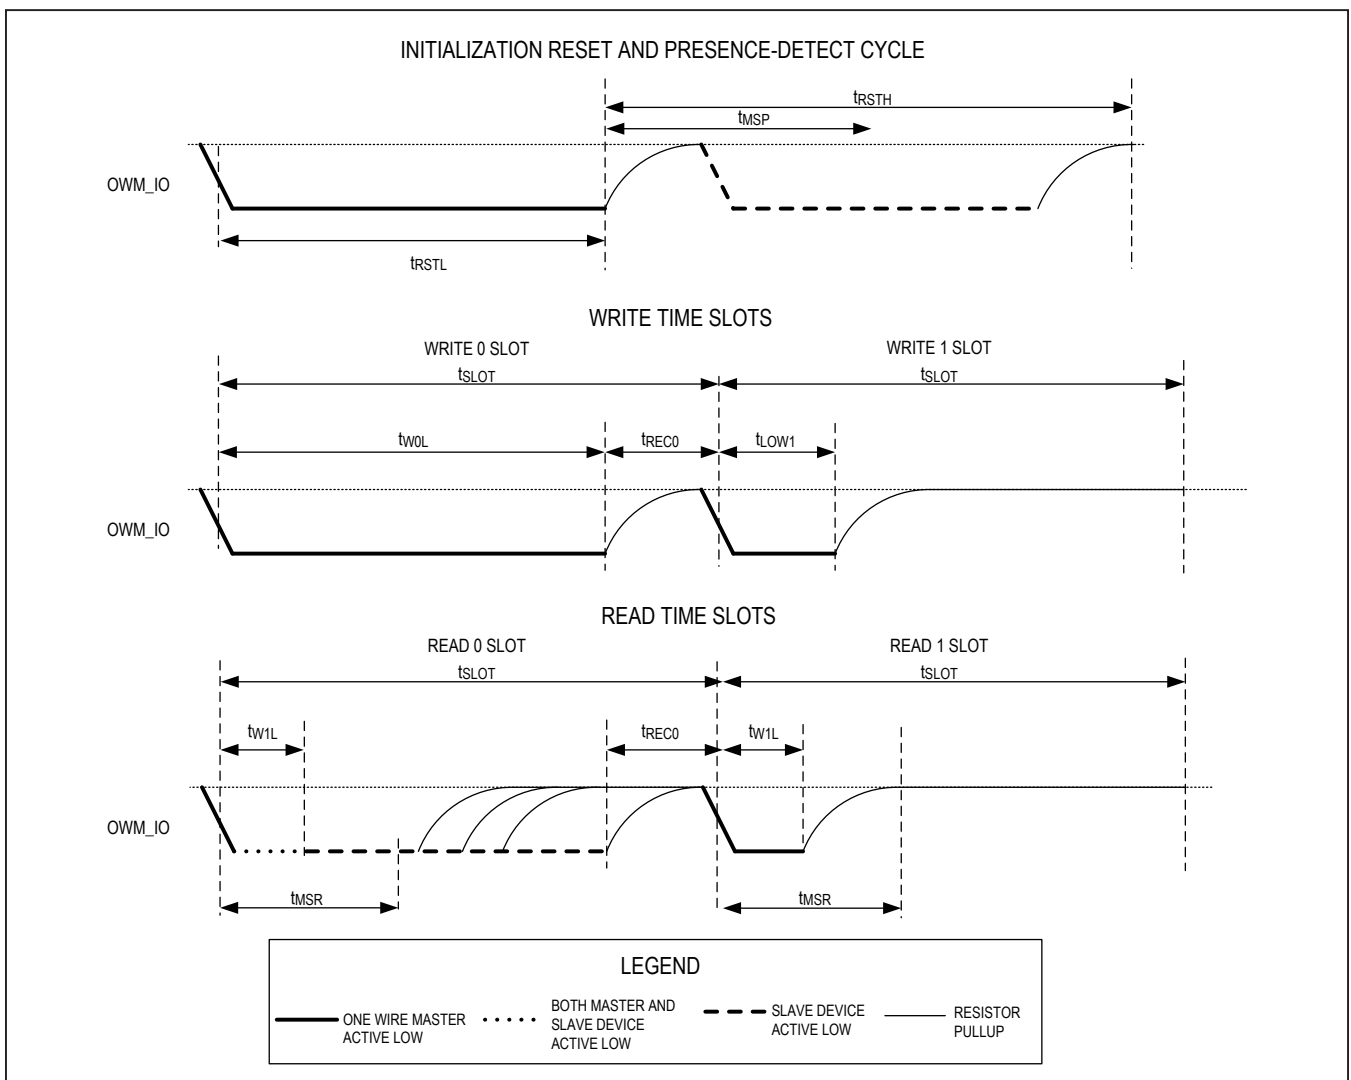 INITIALIZATION RESET AND PRESENCE-DETECT CYCLE
tRSTH
tMSP
OWM_IO
tRSTL
WRITE TIME SLOTS
WRITE 0 SLOT
WRITE 1 SLOT
tSLOT
tSLOT
tW0L
tREC0
tLOW1
OWM_IO
READ TIME SLOTS
READ 0 SLOT
READ 1 SLOT
tSLOT
tSLOT
tW1L
tREC0
tW1L
OWM_IO
tMSR
tMSR
LEGEND
ONE WIRE MASTER
ACTIVE LOW
BOTH MASTER AND
SLAVE DEVICE
ACTIVE LOW
SLAVE DEVICE
ACTIVE LOW
RESISTOR
PULLUP